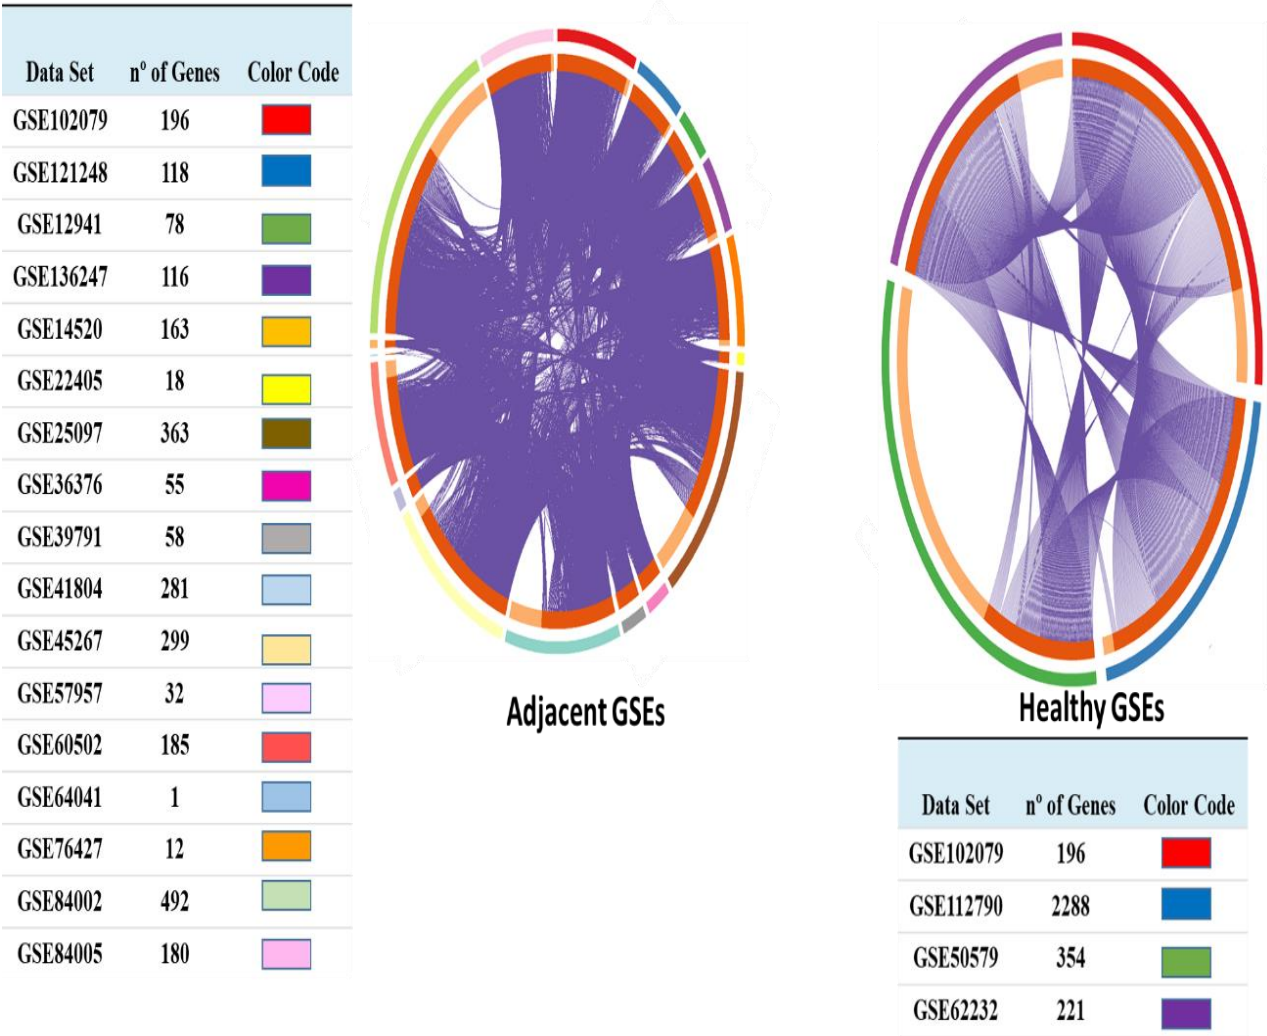 Data Set nº of Genes Color Code
GSE102079 196
GSE121248 118
GSE12941 78
GSE136247 116
GSE14520 163
GSE22405 18
GSE25097 363
GSE36376 55
GSE39791 58
GSE41804 281
GSE45267 299
GSE57957 32
GSE60502 185
GSE64041 1
GSE76427 12
GSE84002 492
GSE84005 180
Adjacent GSEs
Healthy GSEs
Data Set nº of Genes Color Code
GSE102079 196
GSE112790 2288
GSE50579 354
GSE62232 221